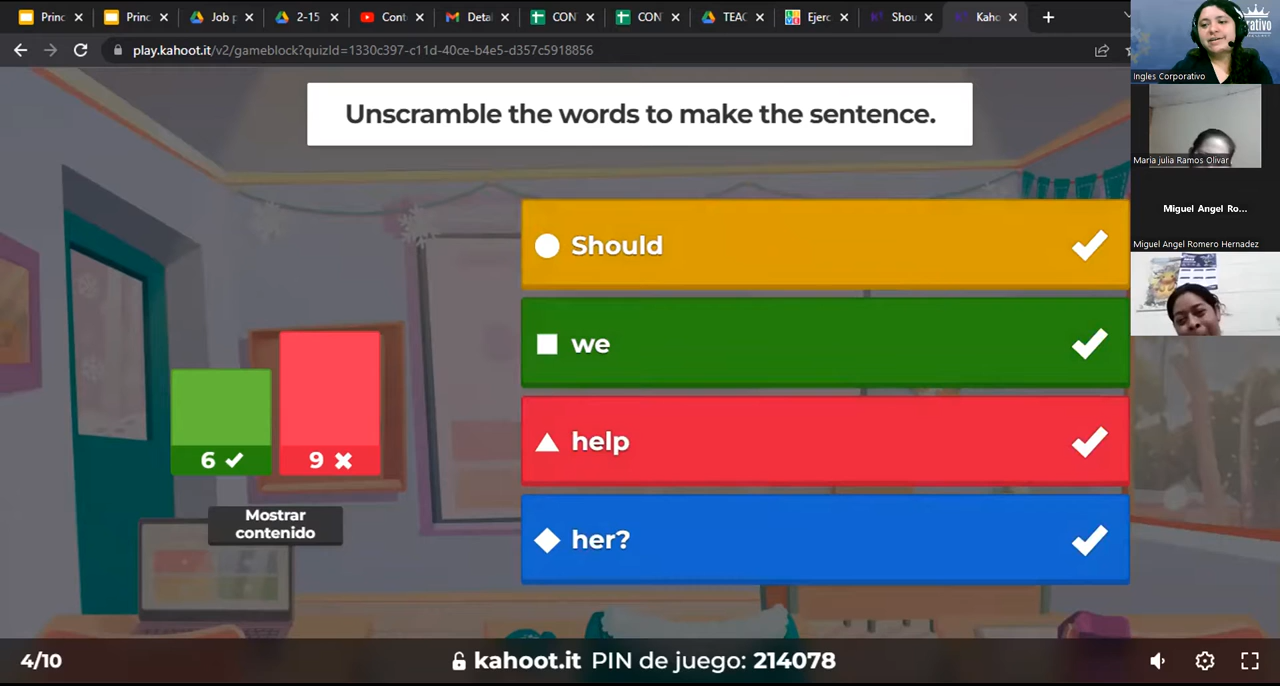 Princ
Princ
Job p
2-15
Cont
Detal
CON
CON
TEAC
Ejerc
Shou
Kaho
play.kahoot.it/v2/gameblock?quizId=1330c397-c11d-40ce-b4e5-d357c5918856
Ingles Corporativo
Maria julia Ramos Olivar
Miguel Angel Ro...
Miguel Angel Romero Hernadez
Unscramble the words to make the sentence.
Should
we
help
her?
6
9
Mostrar
contenido
4/10
kahoot.it PIN de juego: 214078